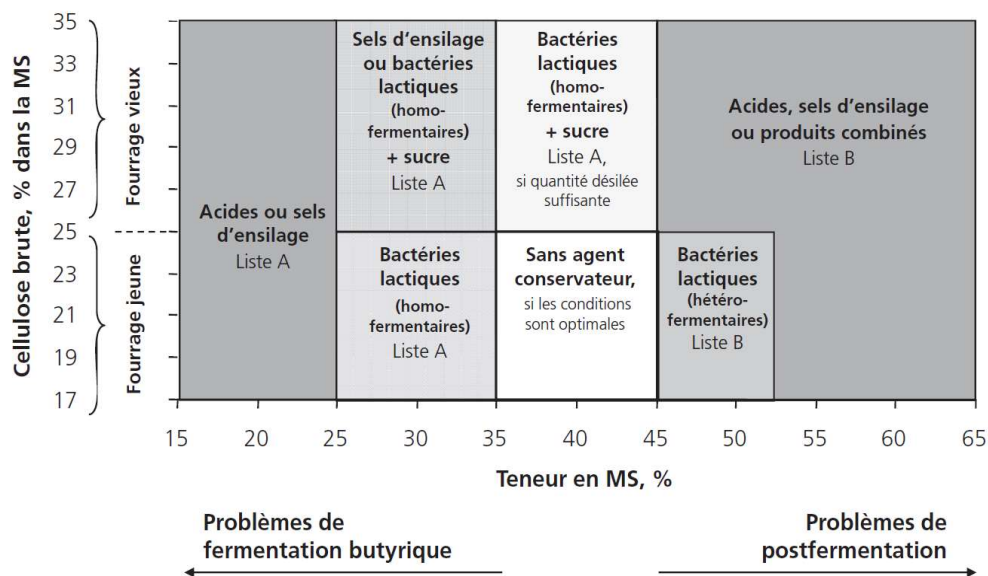 Cellulose brute, % dans la MS
Fourrage vieux
Fourrage jeune
35
33
31
29
27
25
23
21
19
17
Acides ou sels
d'ensilage
Liste A
Sels d'ensilage
ou bactéries
lactiques
(homo-
fermentaires)
+ sucre
Liste A
Bactéries
lactiques
(homo-
fermentaires)
+ sucre
Liste A,
si quantité désilée
suffisante
Acides, sels d'ensilage
ou produits combinés
Liste B
Bactéries
lactiques
(homo-
fermentaires)
Liste A
Sans agent
conservateur,
si les conditions
sont optimales
Bactéries
lactiques
(hétéro-
fermentaires)
Liste B
15 20 25 30 35 40 45 50 55 60 65
Teneur en MS, %
Problèmes de
fermentation butyrique
Problèmes de
postfermentation